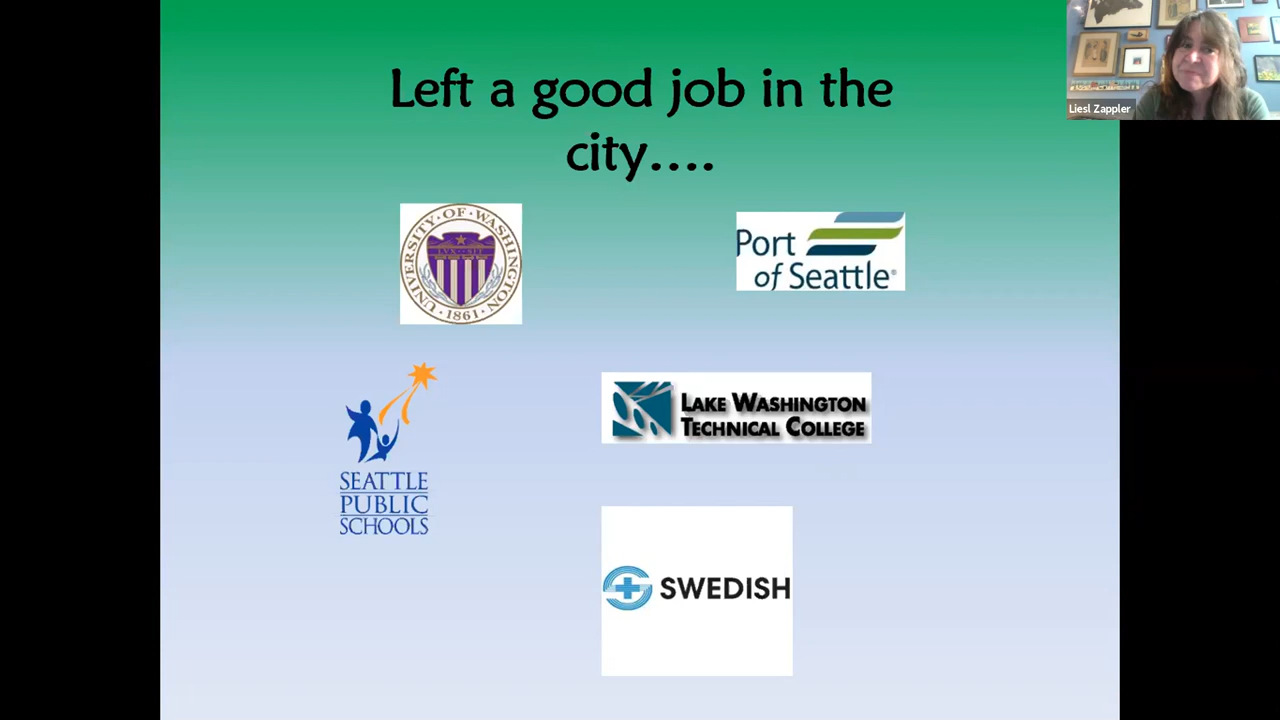 Left a good job in the
city....
Liesl Zappler
UNIVERSITY OF WASHINGTON
1861
Port
of Seattle®
SEATTLE
PUBLIC
SCHOOLS
LAKE WASHINGTON
TECHNICAL COLLEGE
SWEDISH